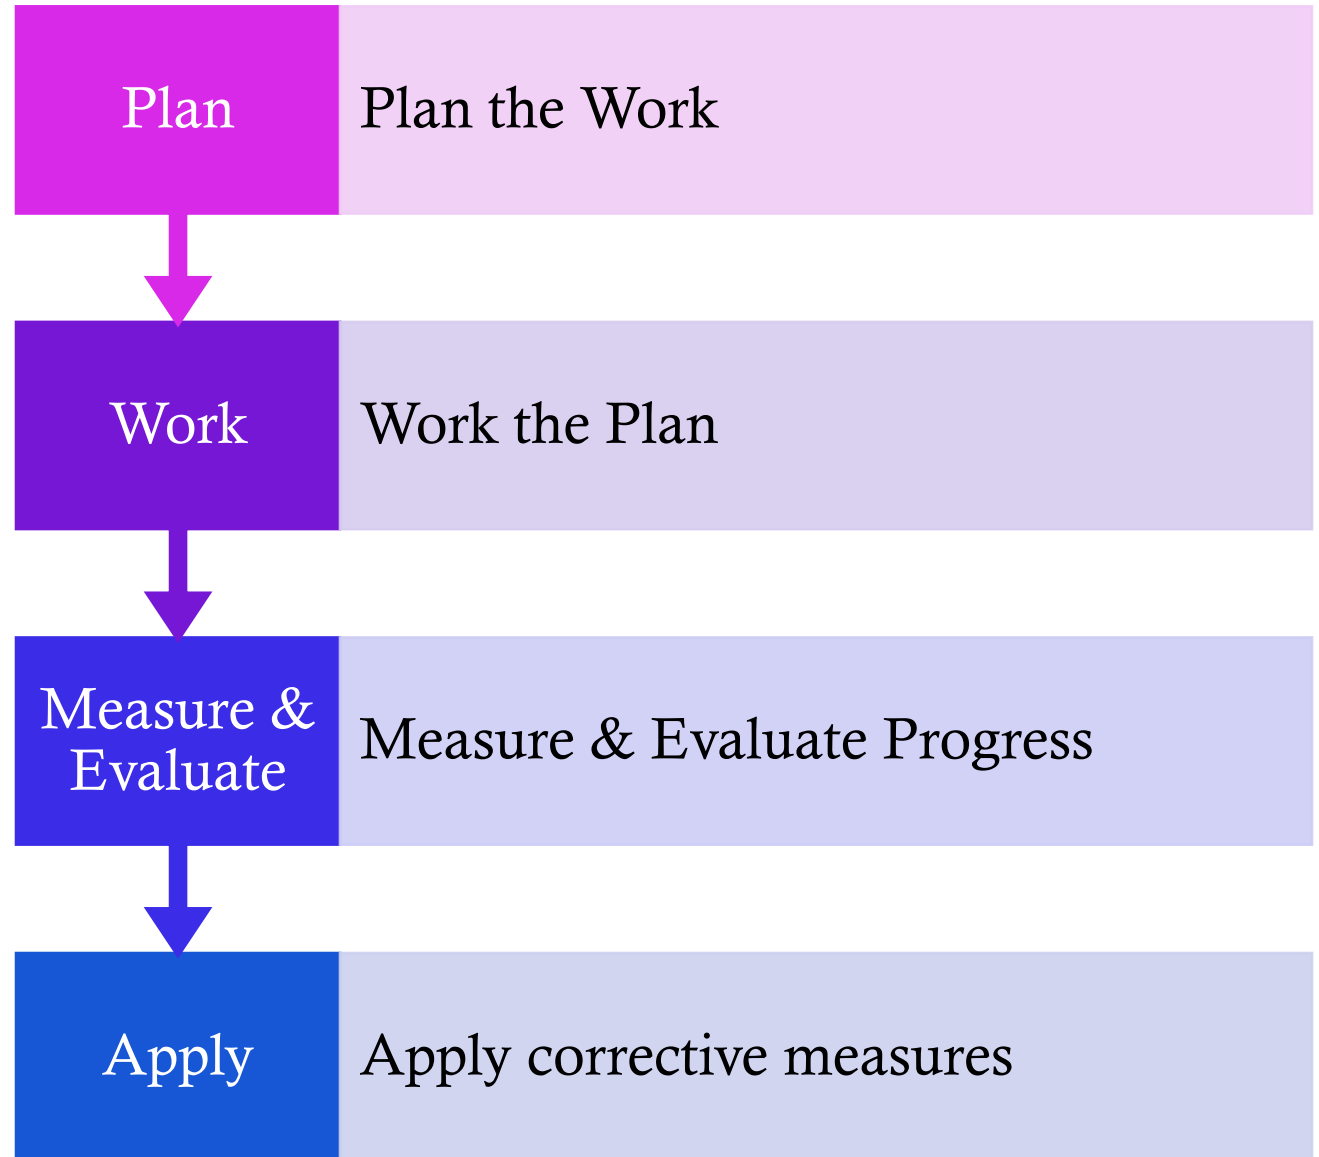 Plan
Plan the Work
Work
Work the Plan
Measure &
Evaluate
Measure & Evaluate Progress
Apply
Apply corrective measures